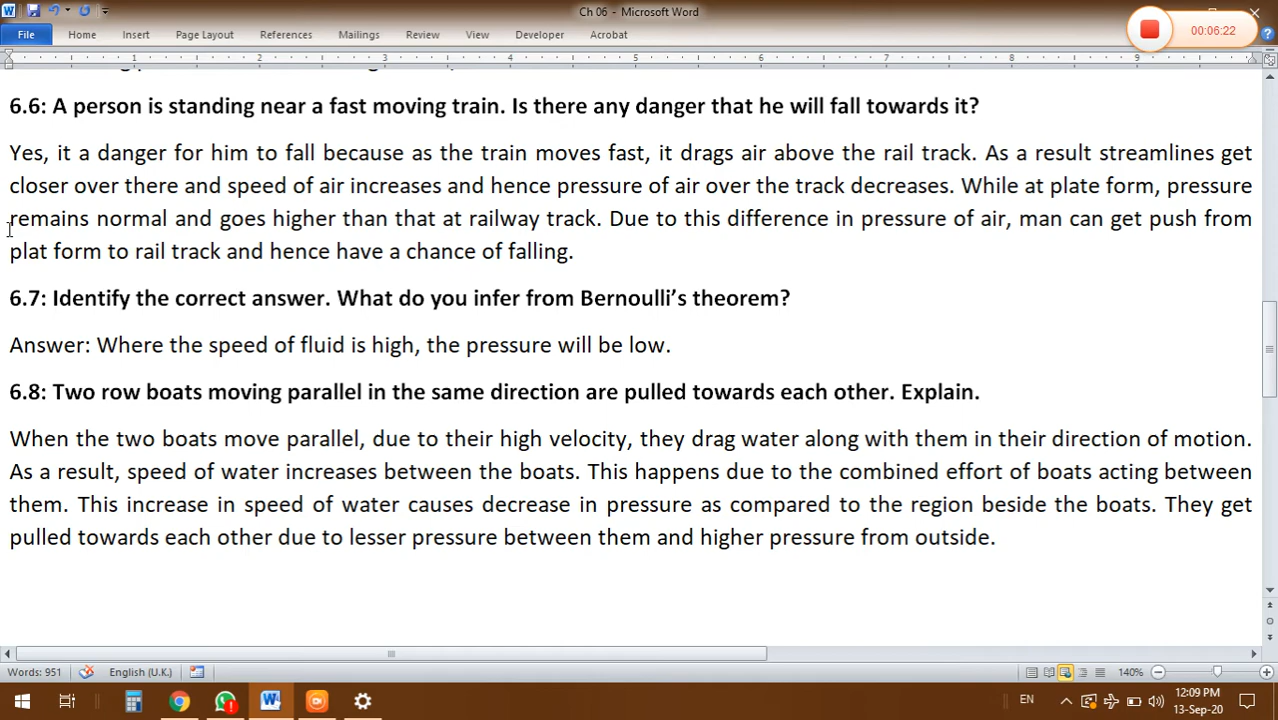 Ch 06 - Microsoft Word
00:06:22
File Home Insert Page Layout References Mailings Review View Developer Acrobat
1 2 3 4 5 6 7 8 9
6.6: A person is standing near a fast moving train. Is there any danger that he will fall towards it?
Yes, it a danger for him to fall because as the train moves fast, it drags air above the rail track. As a result streamlines get
closer over there and speed of air increases and hence pressure of air over the track decreases. While at plate form, pressure
remains normal and goes higher than that at railway track. Due to this difference in pressure of air, man can get push from
plat form to rail track and hence have a chance of falling.
6.7: Identify the correct answer. What do you infer from Bernoulli's theorem?
Answer: Where the speed of fluid is high, the pressure will be low.
6.8: Two row boats moving parallel in the same direction are pulled towards each other. Explain.
When the two boats move parallel, due to their high velocity, they drag water along with them in their direction of motion.
As a result, speed of water increases between the boats. This happens due to the combined effort of boats acting between
them. This increase in speed of water causes decrease in pressure as compared to the region beside the boats. They get
pulled towards each other due to lesser pressure between them and higher pressure from outside.
Words: 951 English (U.K.) 140%
EN 12:09 PM
13-Sep-20